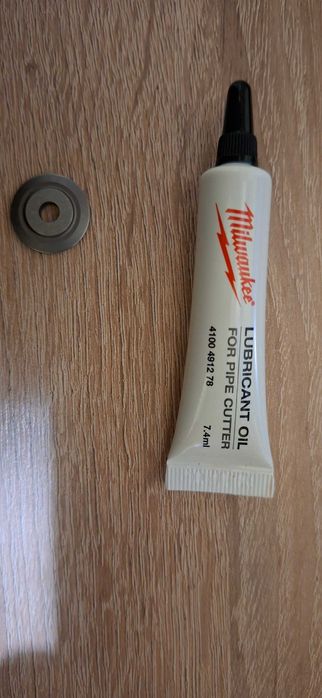 Milwaukee®
LUBRICANT OIL
FOR PIPE CUTTER
4100 4912 78
7.4ml